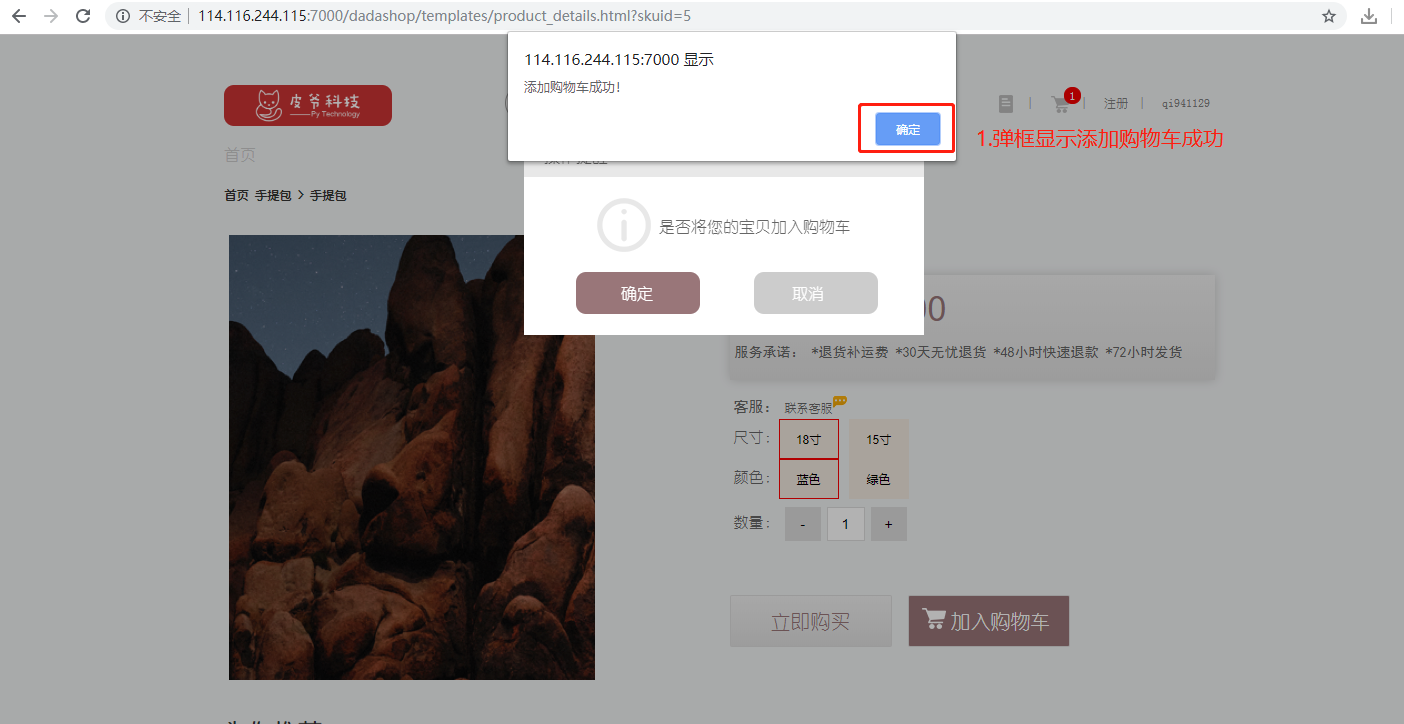 不安全 114.116.244.115:7000/dadashop/templates/product_details.html?skuid=5
114.116.244.115:7000 显示
添加购物车成功!
确定
皮爷科技
Py Technology
1
注册
qi941129
1.弹框显示添加购物车成功
首页
首页 手提包 > 手提包
是否将您的宝贝加入购物车
确定
取消
服务承诺: *退货补运费 *30天无忧退货 *48小时快速退款 *72小时发货
客服: 联系客服
尺寸: 18寸 15寸
颜色: 蓝色 绿色
数量: - 1 +
立即购买
加入购物车